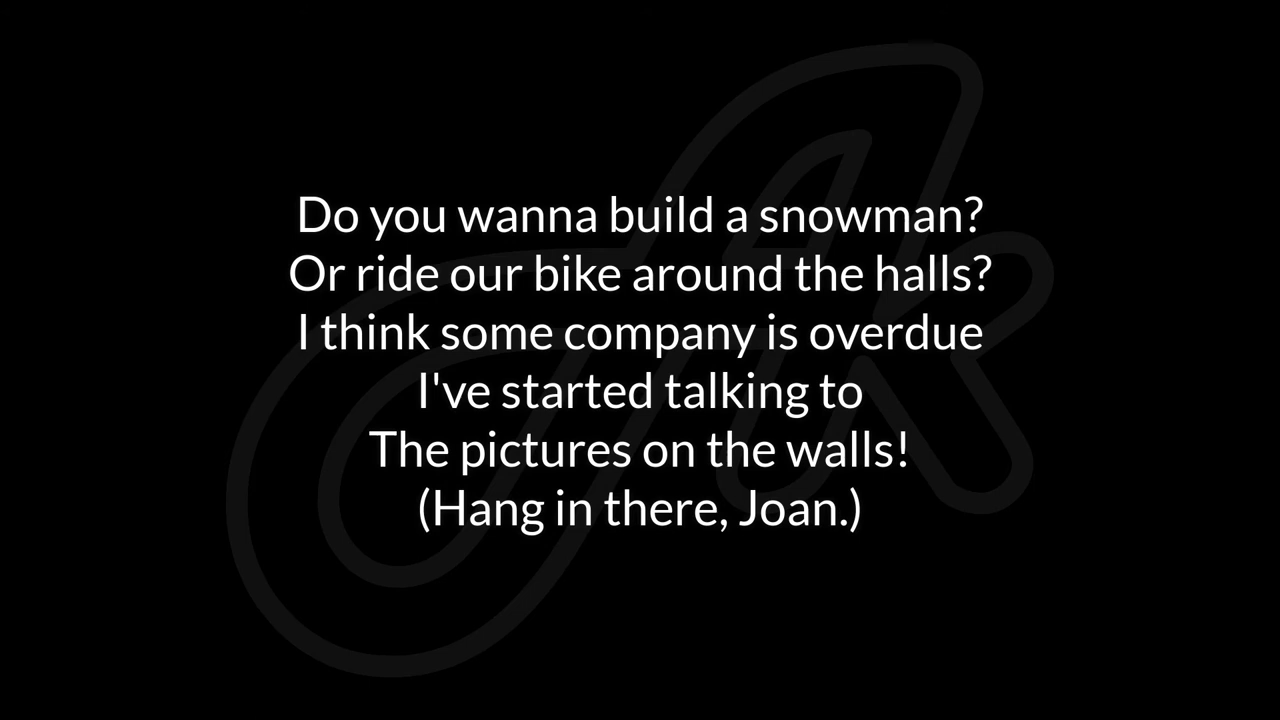 Do you wanna build a snowman?
Or ride our bike around the halls?
I think some company is overdue
I've started talking to
The pictures on the walls!
(Hang in there, Joan.)